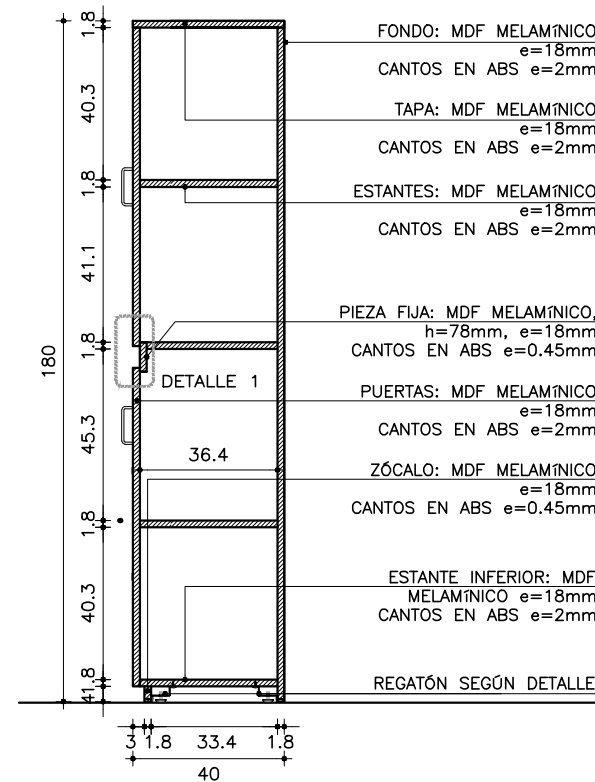 FONDO: MDF MELAMíNICO
e=18mm
CANTOS EN ABS e=2mm
TAPA: MDF MELAMíNICO
e=18mm
CANTOS EN ABS e=2mm
ESTANTES: MDF MELAMíNICO
e=18mm
CANTOS EN ABS e=2mm
PIEZA FIJA: MDF MELAMíNICO,
h=78mm, e=18mm
CANTOS EN ABS e=0.45mm
DETALLE 1
PUERTAS: MDF MELAMíNICO
e=18mm
CANTOS EN ABS e=2mm
ZÓCALO: MDF MELAMíNICO
e=18mm
CANTOS EN ABS e=0.45mm
ESTANTE INFERIOR: MDF
MELAMíNICO e=18mm
CANTOS EN ABS e=2mm
REGATÓN SEGÚN DETALLE
180
1.8
40.3
1.8
41.1
1.8
45.3
1.8
40.3
1.8
4
36.4
3 1.8 33.4 1.8
40